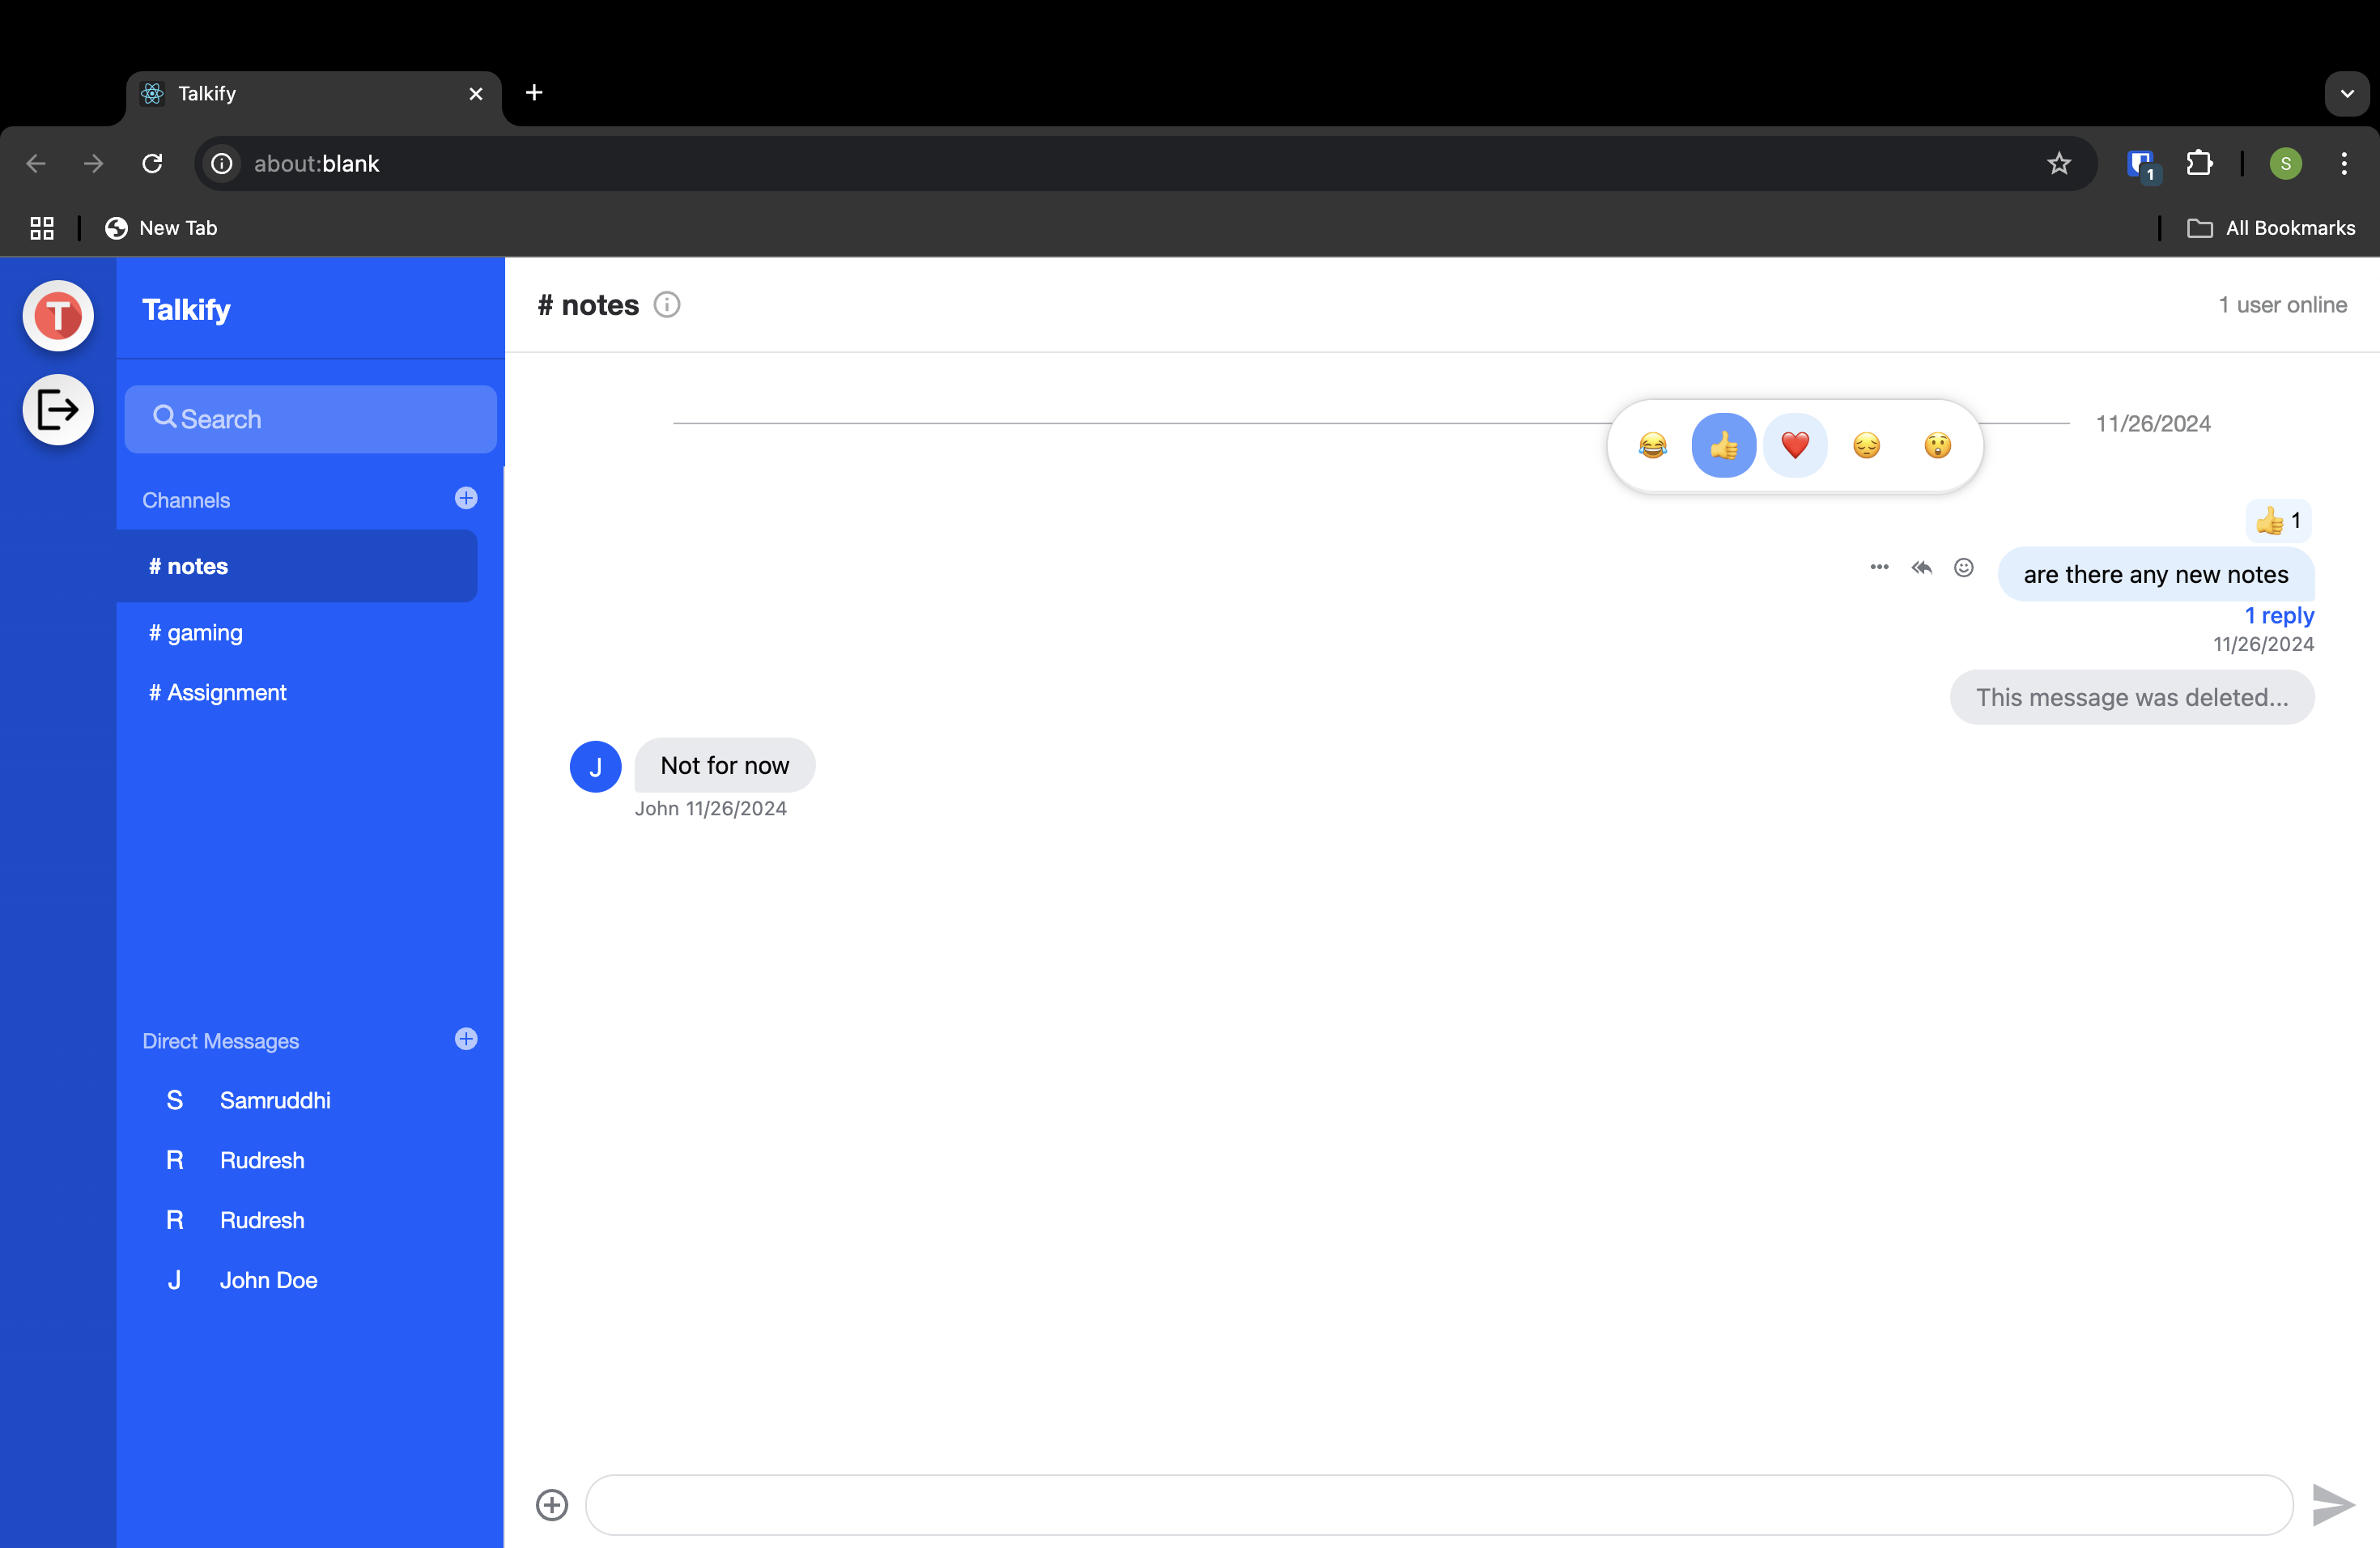 Talkify
about:blank
1
S
New Tab
All Bookmarks
T
Talkify
Search
Channels
# notes
# gaming
# Assignment
Direct Messages
S Samruddhi
R Rudresh
R Rudresh
J John Doe
# notes
1 user online
11/26/2024
😂 👍 ❤️ 😔 😲
👍 1
are there any new notes
1 reply
11/26/2024
This message was deleted...
J
Not for now
John 11/26/2024